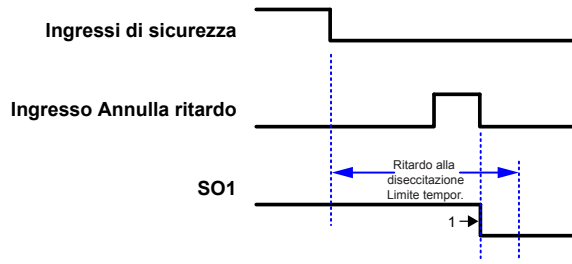 Ingressi di sicurezza
Ingresso Annulla ritardo
Ritardo alla
diseccitazione
Limite tempor.
SO1
1